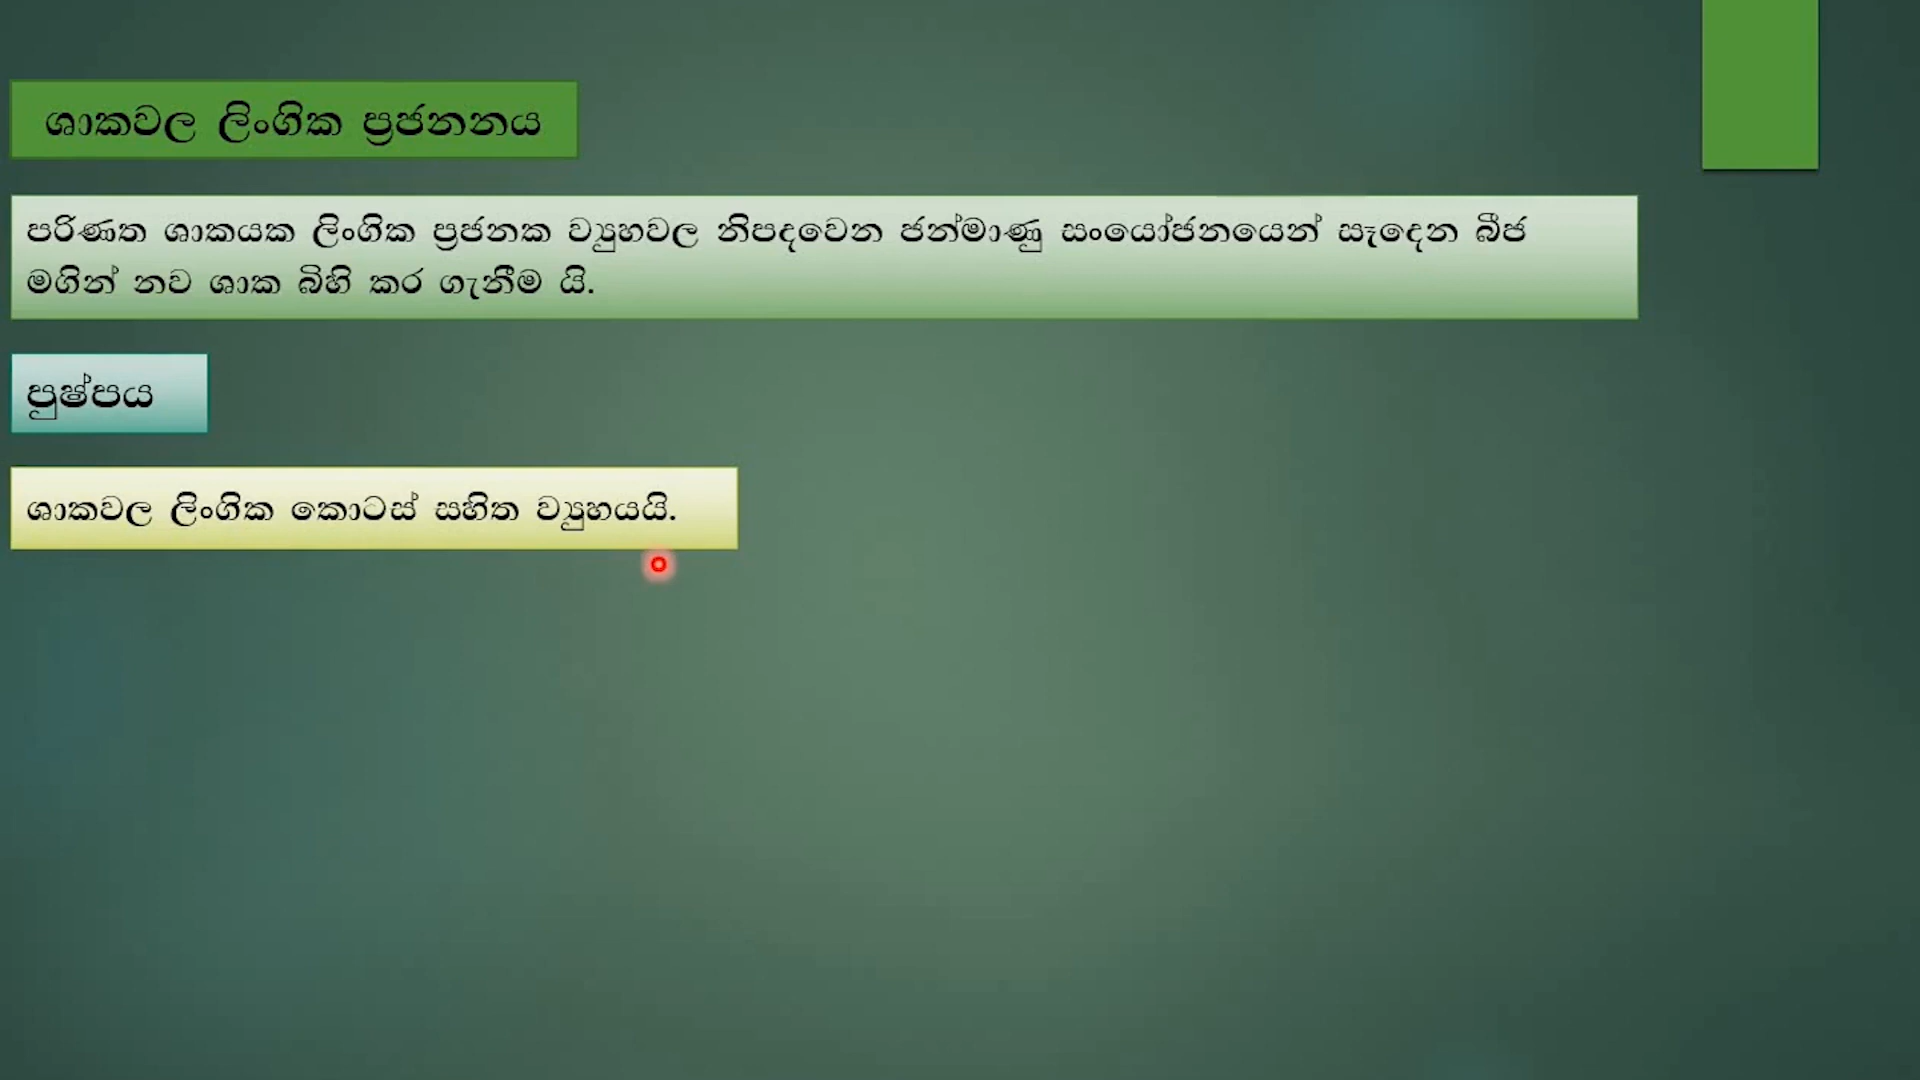 ශාකවල ලිංගික ප්‍රජනනය
පරිණත ශාකයක ලිංගික ප්‍රජනක ව්‍යුහවල නිපදවෙන ජන්මාණු සංයෝජනයෙන් සෑදෙන බීජ
මගින් නව ශාක බිහි කර ගැනීම යි.
පුෂ්පය
ශාකවල ලිංගික කොටස් සහිත ව්‍යුහයයි.